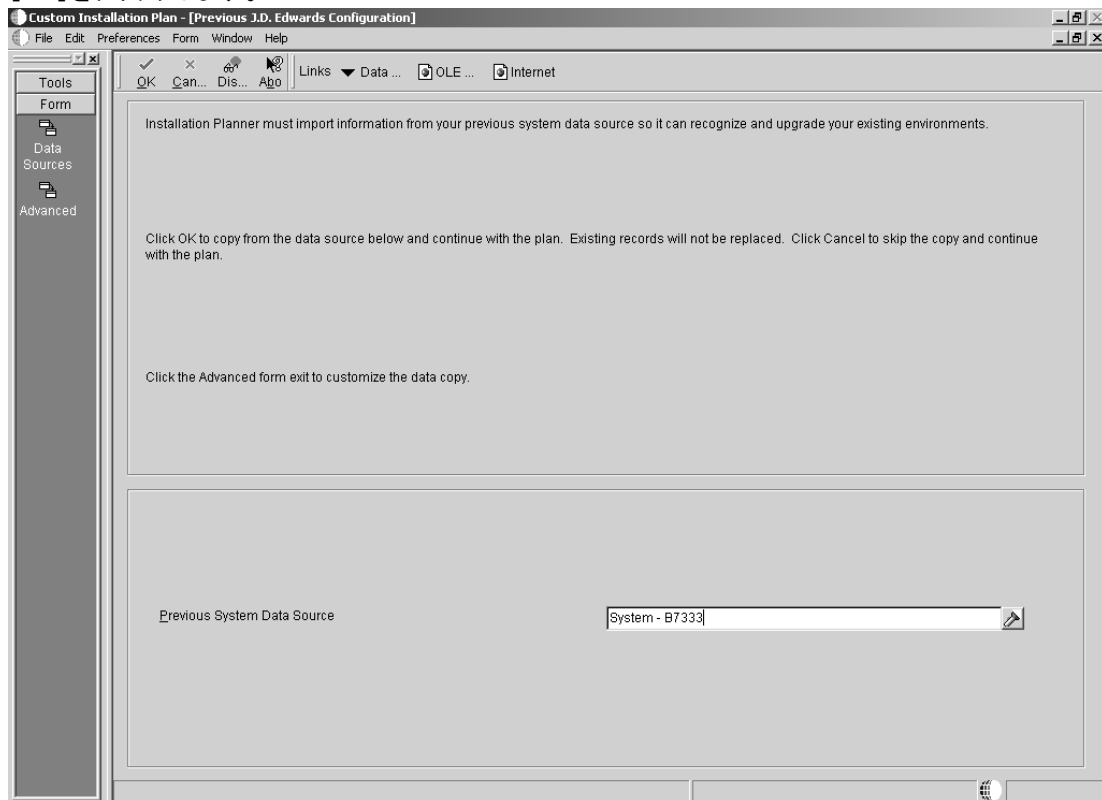 Custom Installation Plan - [Previous J.D. Edwards Configuration]
File Edit Preferences Form Window Help
OK Can... Dis... Abo Links Data ... OLE ... Internet
Tools
Form
Data
Sources
Advanced
Installation Planner must import information from your previous system data source so it can recognize and upgrade your existing environments.
Click OK to copy from the data source below and continue with the plan. Existing records will not be replaced. Click Cancel to skip the copy and continue
with the plan.
Click the Advanced form exit to customize the data copy.
Previous System Data Source
System - B7333